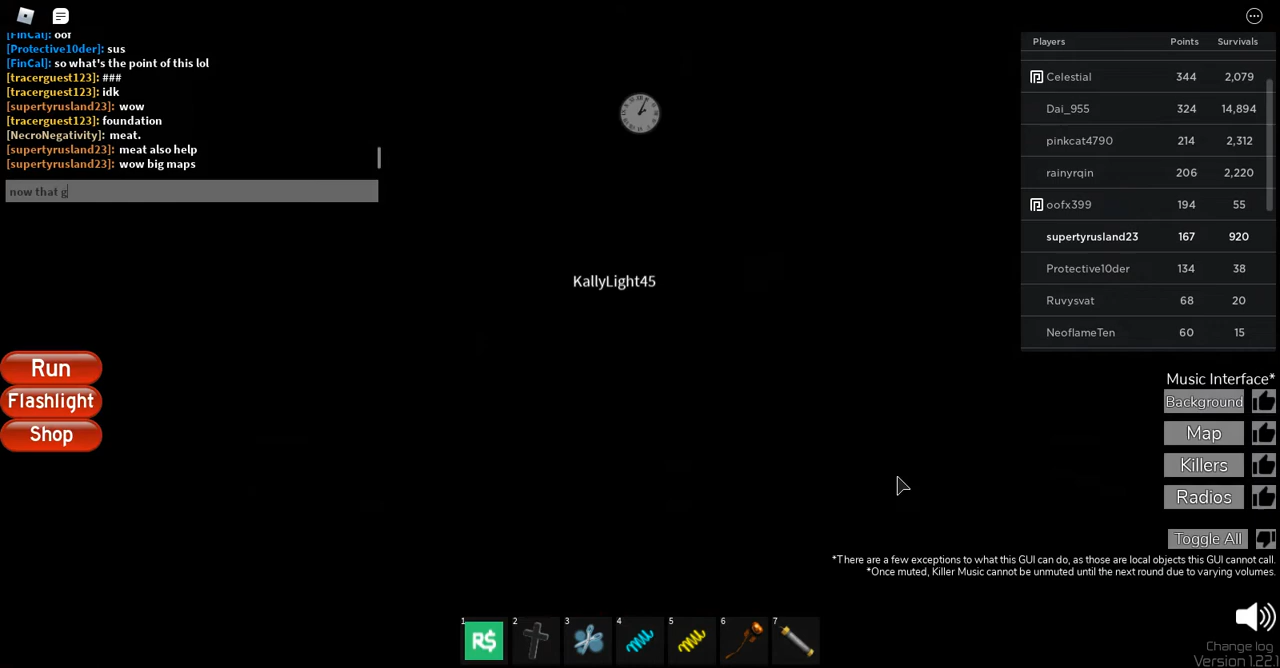 [FinCal]: oof
[Protective10der]: sus
[FinCal]: so what's the point of this lol
[tracerguest123]: ###
[tracerguest123]: idk
[supertyrusland23]: wow
[tracerguest123]: foundation
[NecroNegativity]: meat.
[supertyrusland23]: meat also help
[supertyrusland23]: wow big maps
now that g
KallyLight45
Run
Flashlight
Shop
Players Points Survivals
Celestial 344 2,079
Dai_955 324 14,894
pinkcat4790 214 2,312
rainyrqin 206 2,220
oofx399 194 55
supertyrusland23 167 920
Protective10der 134 38
Ruvysvat 68 20
NeoflameTen 60 15
Music Interface*
Background
Map
Killers
Radios
Toggle All
*There are a few exceptions to what this GUI can do, as those are local objects this GUI cannot call.
*Once muted, Killer Music cannot be unmuted until the next round due to varying volumes.
1 2 3 4 5 6 7
R$
Change log
Version 1.22.1